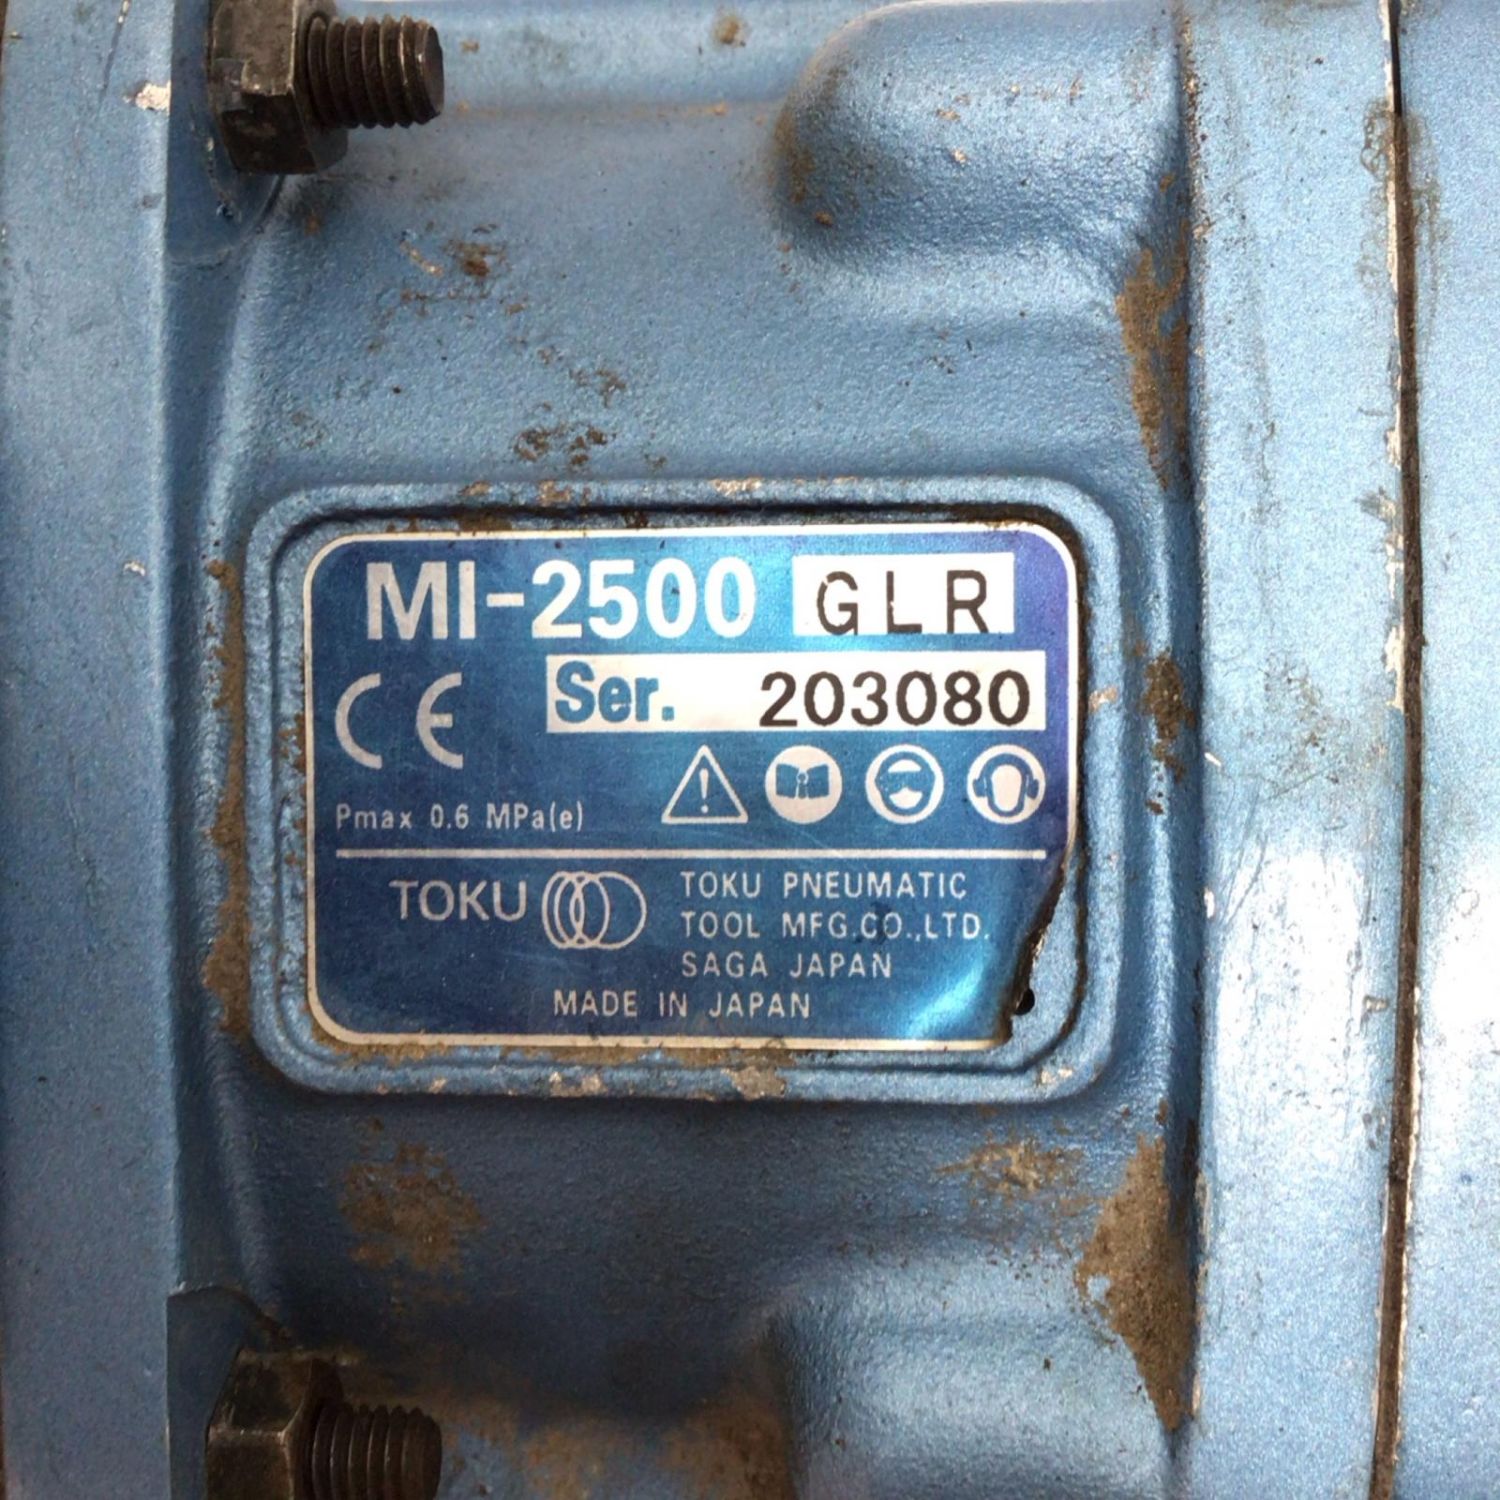 MI-2500 GLR
CE
Ser. 203080
Pmax 0.6 MPa(e)
TOKU
TOKU PNEUMATIC
TOOL MFG.CO.,LTD.
SAGA JAPAN
MADE IN JAPAN